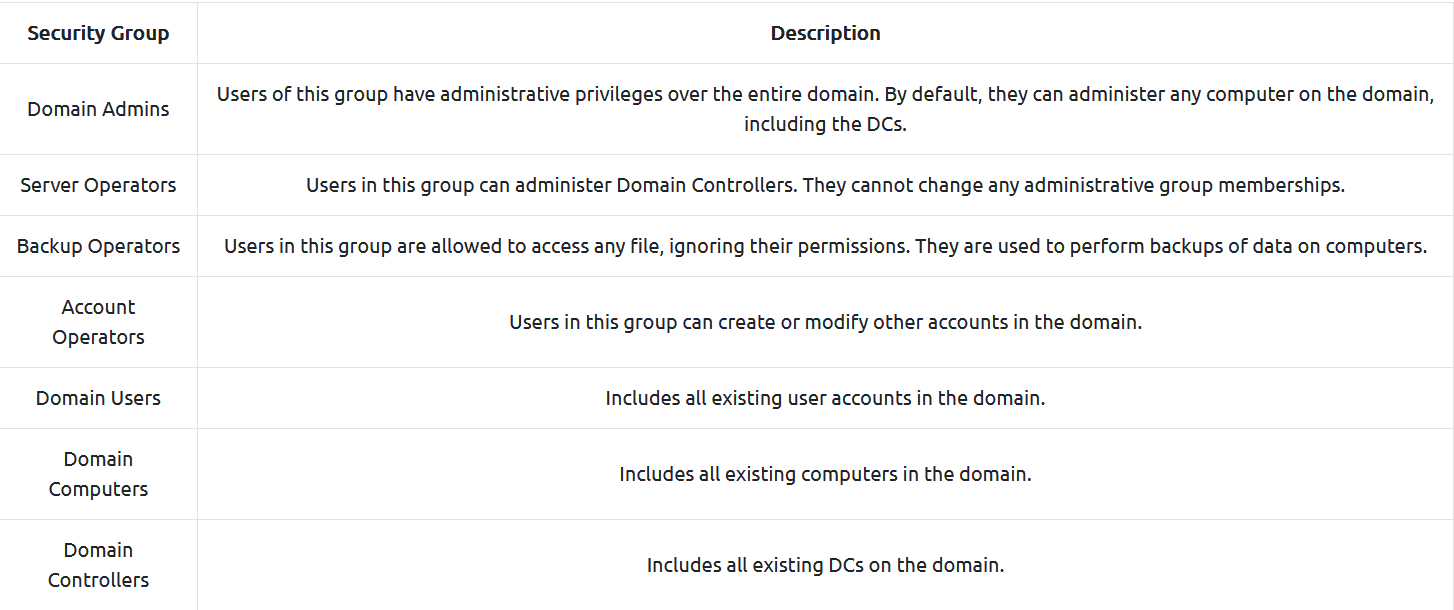 Security Group
Description
Domain Admins
Users of this group have administrative privileges over the entire domain. By default, they can administer any computer on the domain,
including the DCs.
Server Operators
Users in this group can administer Domain Controllers. They cannot change any administrative group memberships.
Backup Operators
Users in this group are allowed to access any file, ignoring their permissions. They are used to perform backups of data on computers.
Account
Operators
Users in this group can create or modify other accounts in the domain.
Domain Users
Includes all existing user accounts in the domain.
Domain
Computers
Includes all existing computers in the domain.
Domain
Controllers
Includes all existing DCs on the domain.